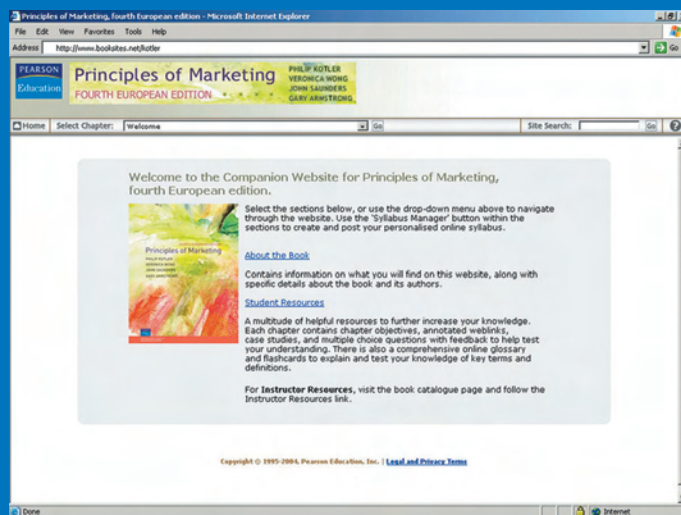 Principles of Marketing, fourth European edition - Microsoft Internet Explorer
File Edit View Favorites Tools Help
Address http://www.booksites.net/kotler Go
PEARSON
Education
Principles of Marketing
FOURTH EUROPEAN EDITION
PHILIP KOTLER
VERONICA WONG
JOHN SAUNDERS
GARY ARMSTRONG
Home Select Chapter: Welcome Go Site Search: Go ?
Welcome to the Companion Website for Principles of Marketing,
fourth European edition.
Principles of Marketing
PHILIP KOTLER
VERONICA WONG
JOHN SAUNDERS
GARY ARMSTRONG
Select the sections below, or use the drop-down menu above to navigate
through the website. Use the 'Syllabus Manager' button within the
sections to create and post your personalised online syllabus.
About the Book
Contains information on what you will find on this website, along with
specific details about the book and its authors.
Student Resources
A multitude of helpful resources to further increase your knowledge.
Each chapter contains chapter objectives, annotated weblinks,
case studies, and multiple choice questions with feedback to help test
your understanding. There is also a comprehensive online glossary
and flashcards to explain and test your knowledge of key terms and
definitions.
For Instructor Resources, visit the book catalogue page and follow the
Instructor Resources link.
Copyright © 1995-2004, Pearson Education, Inc. | Legal and Privacy Terms
Done Internet